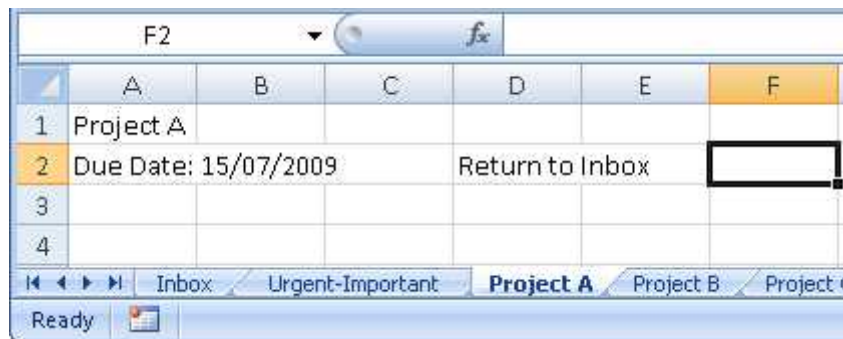 F2 fx
A B C D E F
1 Project A
2 Due Date: 15/07/2009 Return to Inbox
3
4
Inbox Urgent-Important Project A Project B Project
Ready